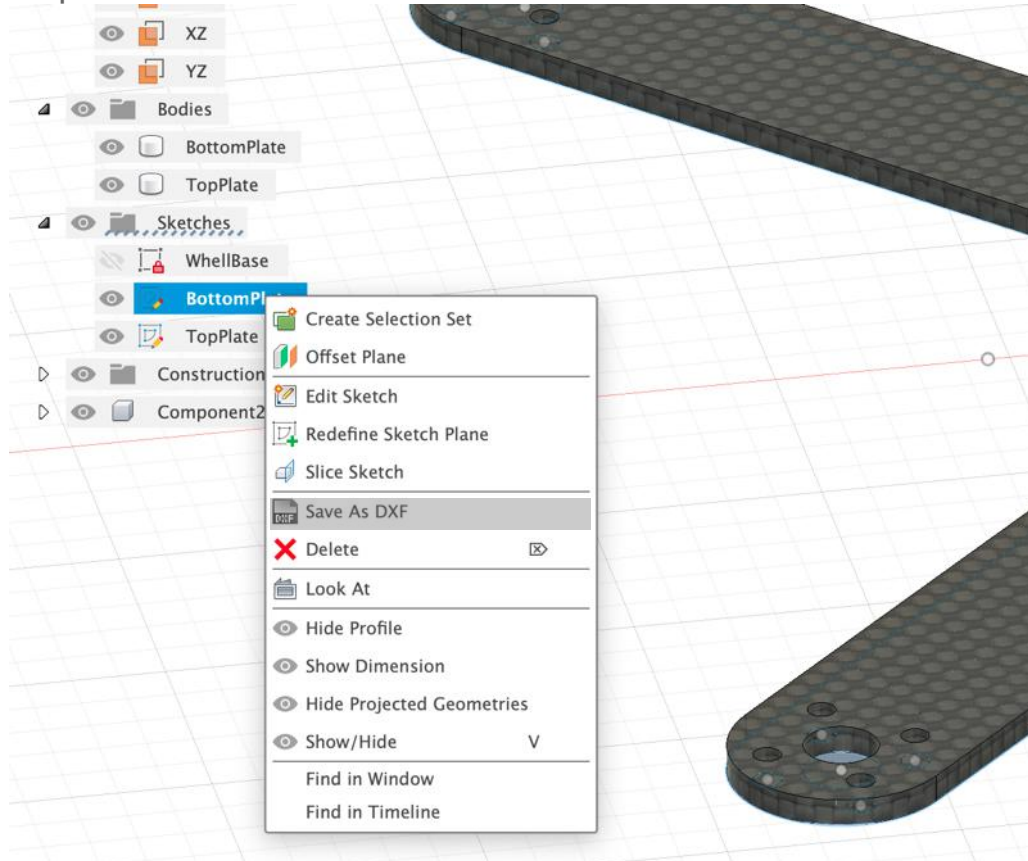 XZ
YZ
Bodies
BottomPlate
TopPlate
Sketches
WhellBase
TopPlate
Construction
Component2
Create Selection Set
Offset Plane
Edit Sketch
Redefine Sketch Plane
Slice Sketch
DXF Save As DXF
Delete
Look At
Hide Profile
Show Dimension
Hide Projected Geometries
Show/Hide V
Find in Window
Find in Timeline